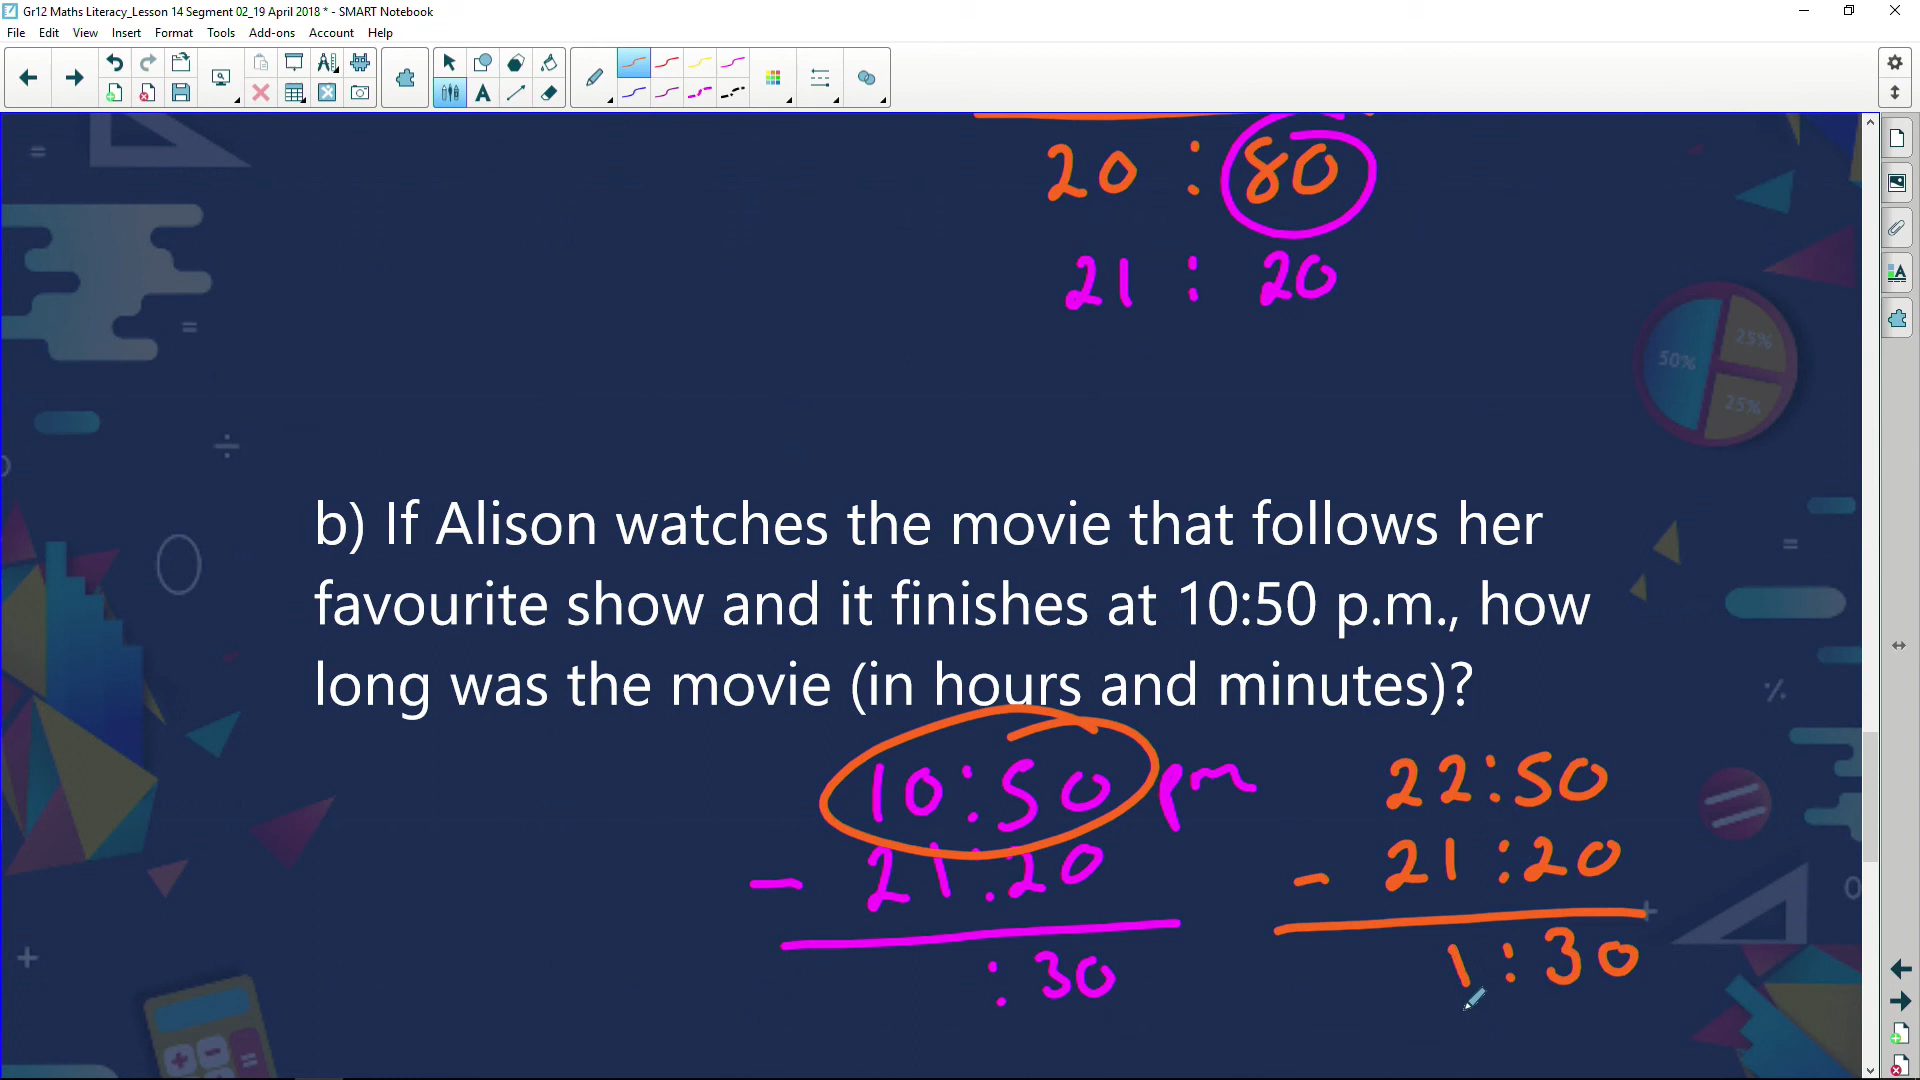 Gr12 Maths Literacy_Lesson 14 Segment 02_19 April 2018 * - SMART Notebook
File Edit View Insert Format Tools Add-ons Account Help
20 : 80
21 : 20
50% 25%
25%
b) If Alison watches the movie that follows her
favourite show and it finishes at 10:50 p.m., how
long was the movie (in hours and minutes)?
10:50 pm 22:50
- 21:20 - 21:20
:30 1:30